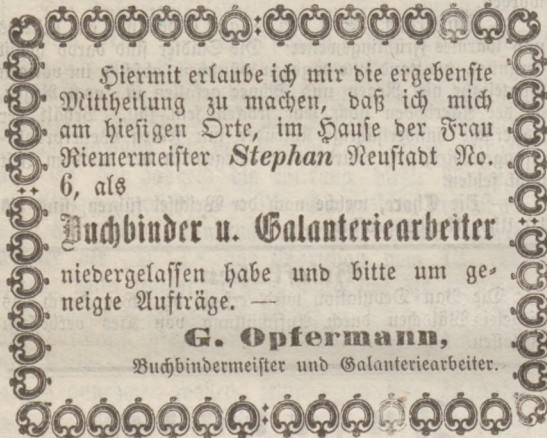 Hiermit erlaube ich mir die ergebenste
Mittheilung zu machen, daß ich mich
am hiesigen Orte, im Hause der Frau
Riemermeister Stephan Neustadt No.
6, als
Buchbinder u. Galanteriearbeiter
niedergelassen habe und bitte um ge-
neigte Aufträge. —
G. Opfermann,
Buchbindermeister und Galanteriearbeiter.